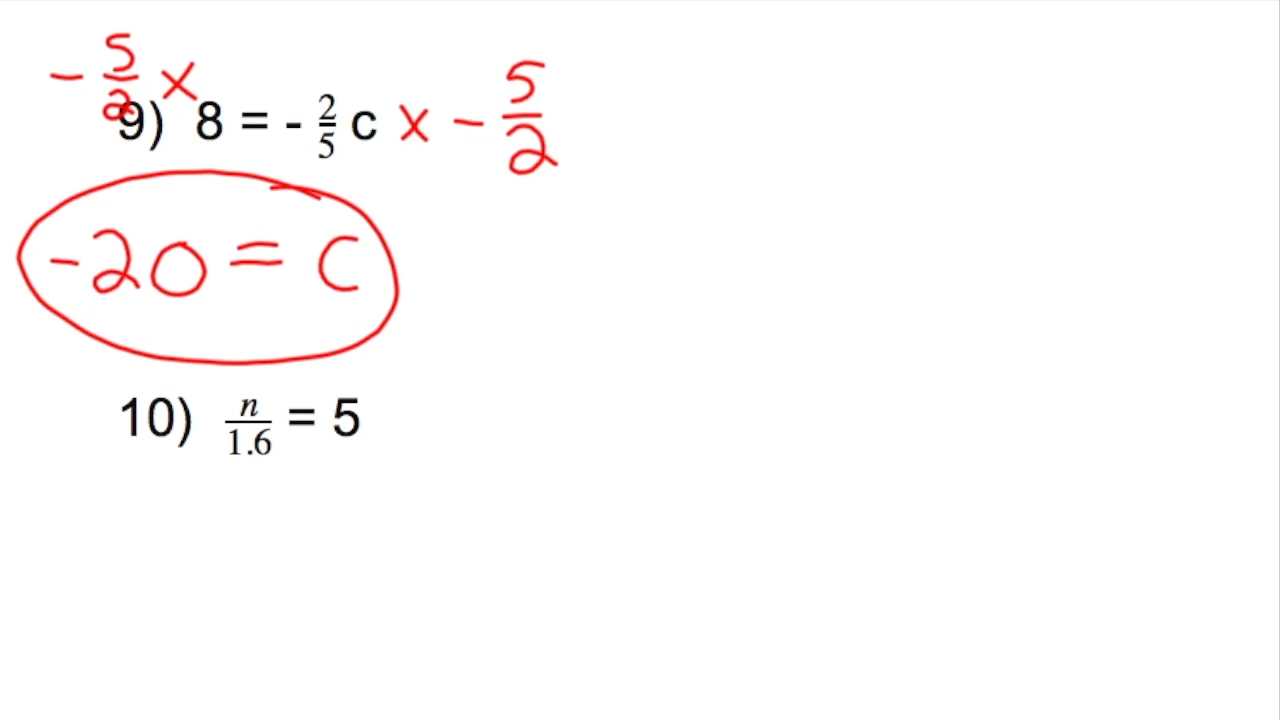 - 5/2 x
9) 8 = - 2/5 c x - 5/2
-20 = c
10) n/1.6 = 5